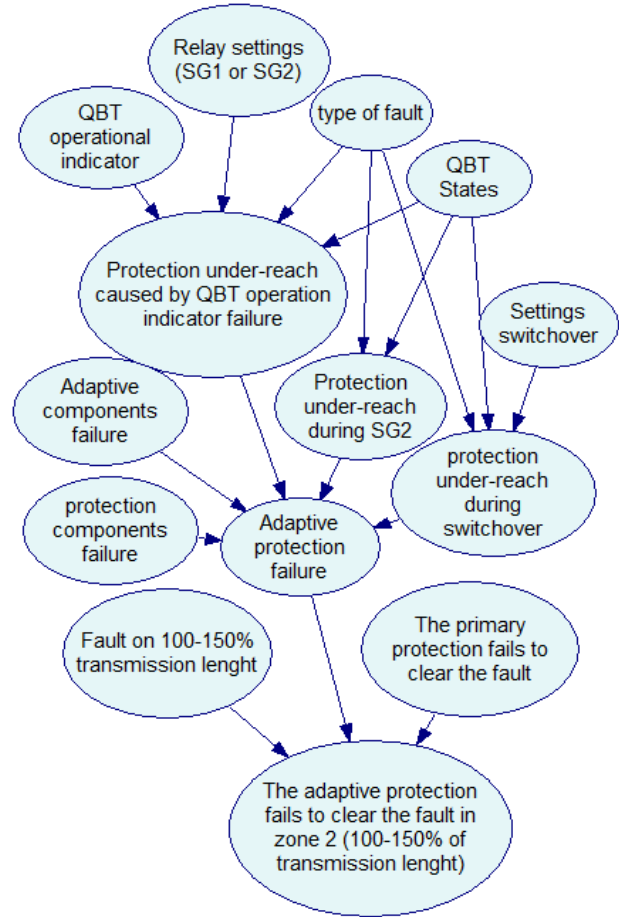 Relay settings
(SG1 or SG2)
QBT
operational
indicator
type of fault
QBT
States
Protection under-reach
caused by QBT operation
indicator failure
Settings
switchover
Adaptive
components
failure
Protection
under-reach
during SG2
protection
under-reach
during
switchover
protection
components
failure
Adaptive
protection
failure
Fault on 100-150%
transmission lenght
The primary
protection fails to
clear the fault
The adaptive protection
fails to clear the fault in
zone 2 (100-150% of
transmission lenght)